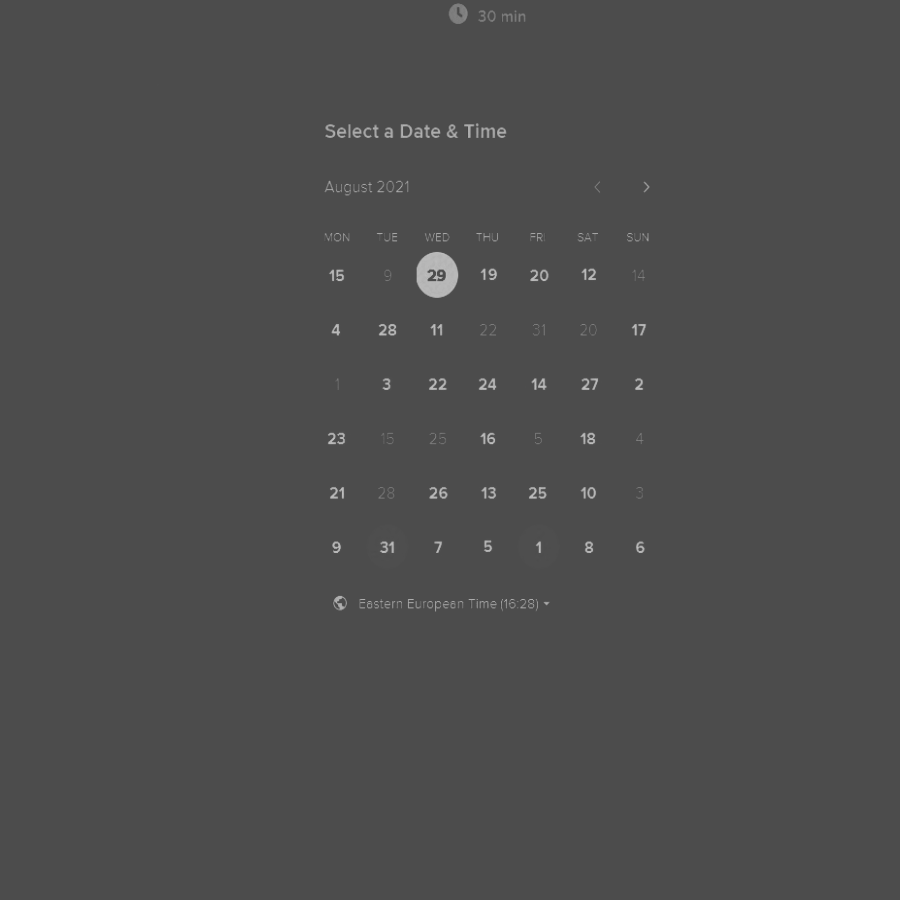 30 min
Select a Date & Time
August 2021
MON TUE WED THU FRI SAT SUN
15 9 29 19 20 12 14
4 28 11 22 31 20 17
1 3 22 24 14 27 2
23 15 25 16 5 18 4
21 28 26 13 25 10 3
9 31 7 5 1 8 6
Eastern European Time (16:28)